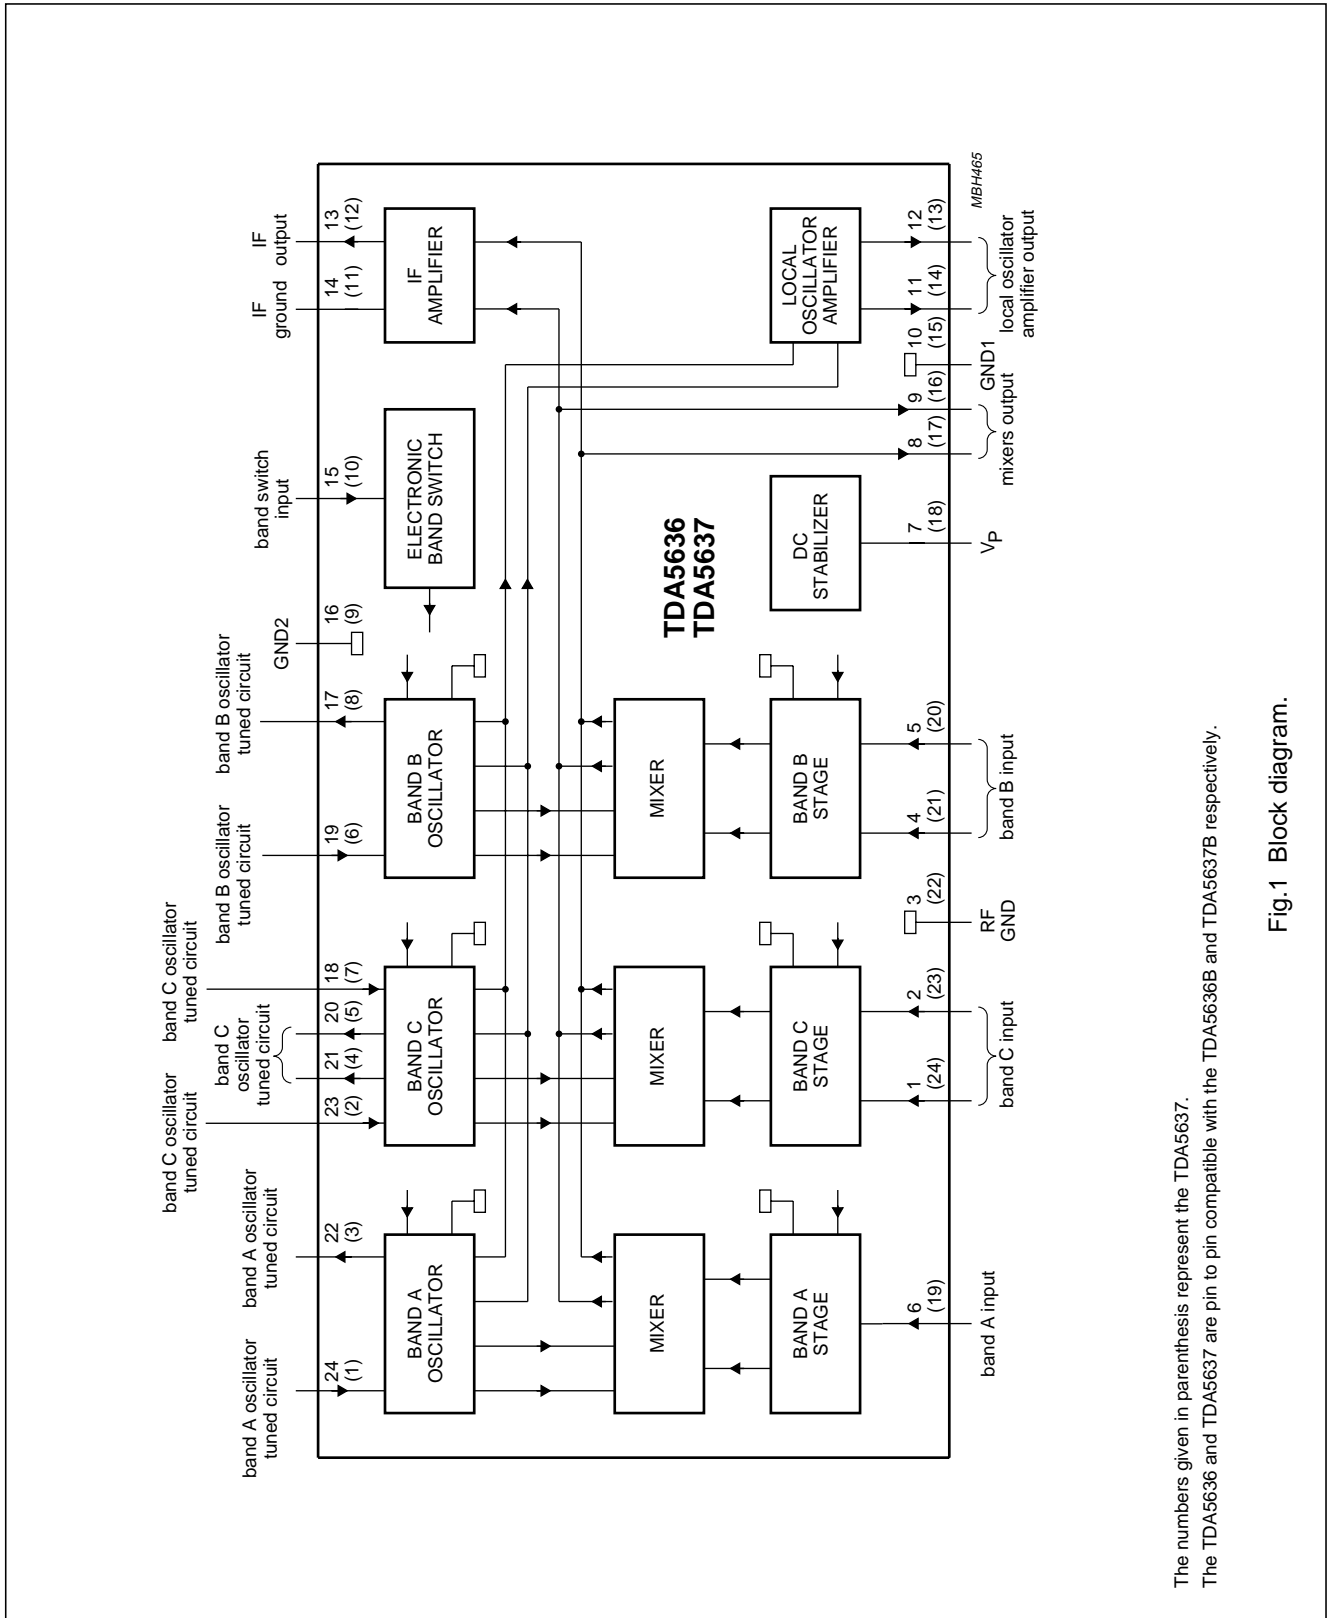 band A oscillator
tuned circuit
24
(1)
band A oscillator
tuned circuit
22
(3)
band C oscillator
tuned circuit
23
(2)
band C
oscillator
tuned circuit
21
(4)
20
(5)
band C oscillator
tuned circuit
18
(7)
band B oscillator
tuned circuit
19
(6)
band B oscillator
tuned circuit
17
(8)
GND2
16
(9)
band switch
input
15
(10)
IF
ground
14
(11)
IF
output
13
(12)
BAND A
OSCILLATOR
BAND C
OSCILLATOR
BAND B
OSCILLATOR
ELECTRONIC
BAND SWITCH
IF
AMPLIFIER
MIXER
MIXER
MIXER
TDA5636
TDA5637
BAND A
STAGE
BAND C
STAGE
BAND B
STAGE
DC
STABILIZER
LOCAL
OSCILLATOR
AMPLIFIER
6
(19)
band A input
1
(24)
2
(23)
band C input
3
(22)
RF
GND
4
(21)
5
(20)
band B input
7
(18)
VP
8
(17)
9
(16)
mixers output
10
(15)
GND1
11
(14)
12
(13)
local oscillator
amplifier output
MBH465
The numbers given in parenthesis represent the TDA5637.
The TDA5636 and TDA5637 are pin to pin compatible with the TDA5636B and TDA5637B respectively.
Fig.1 Block diagram.